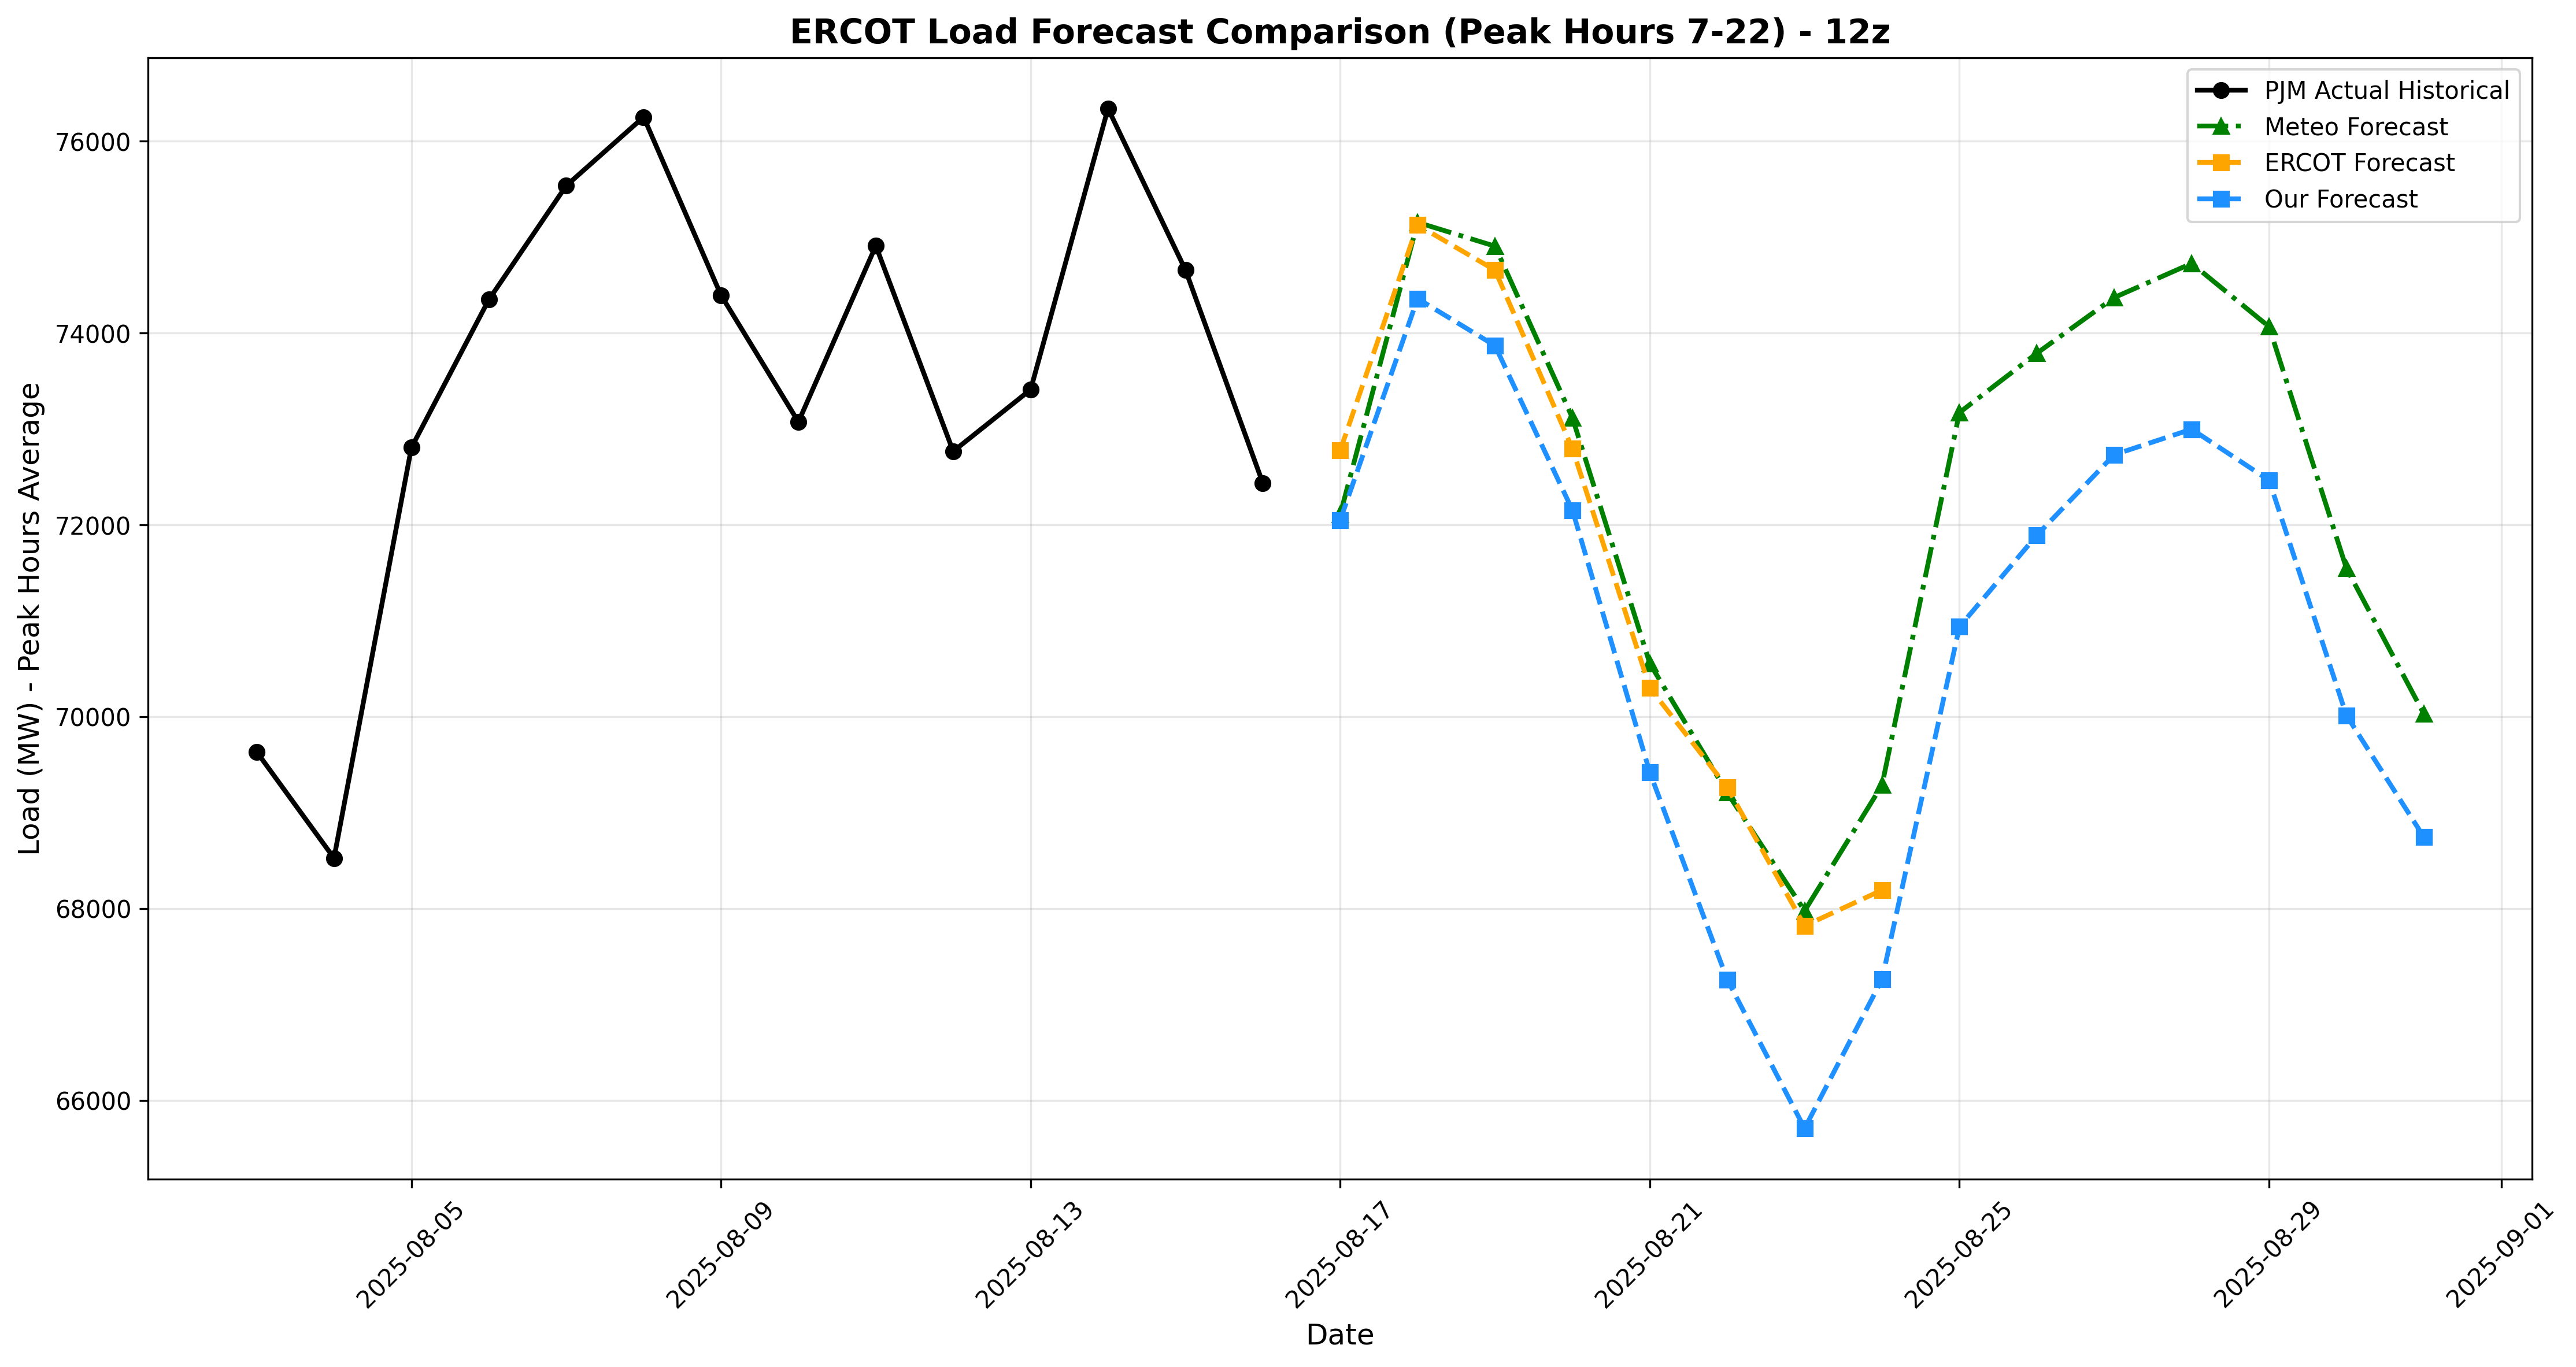 ERCOT Load Forecast Comparison (Peak Hours 7-22) - 12z
PJM Actual Historical
Meteo Forecast
ERCOT Forecast
Our Forecast
Load (MW) - Peak Hours Average
76000
74000
72000
70000
68000
66000
2025-08-05
2025-08-09
2025-08-13
2025-08-17
2025-08-21
2025-08-25
2025-08-29
2025-09-01
Date